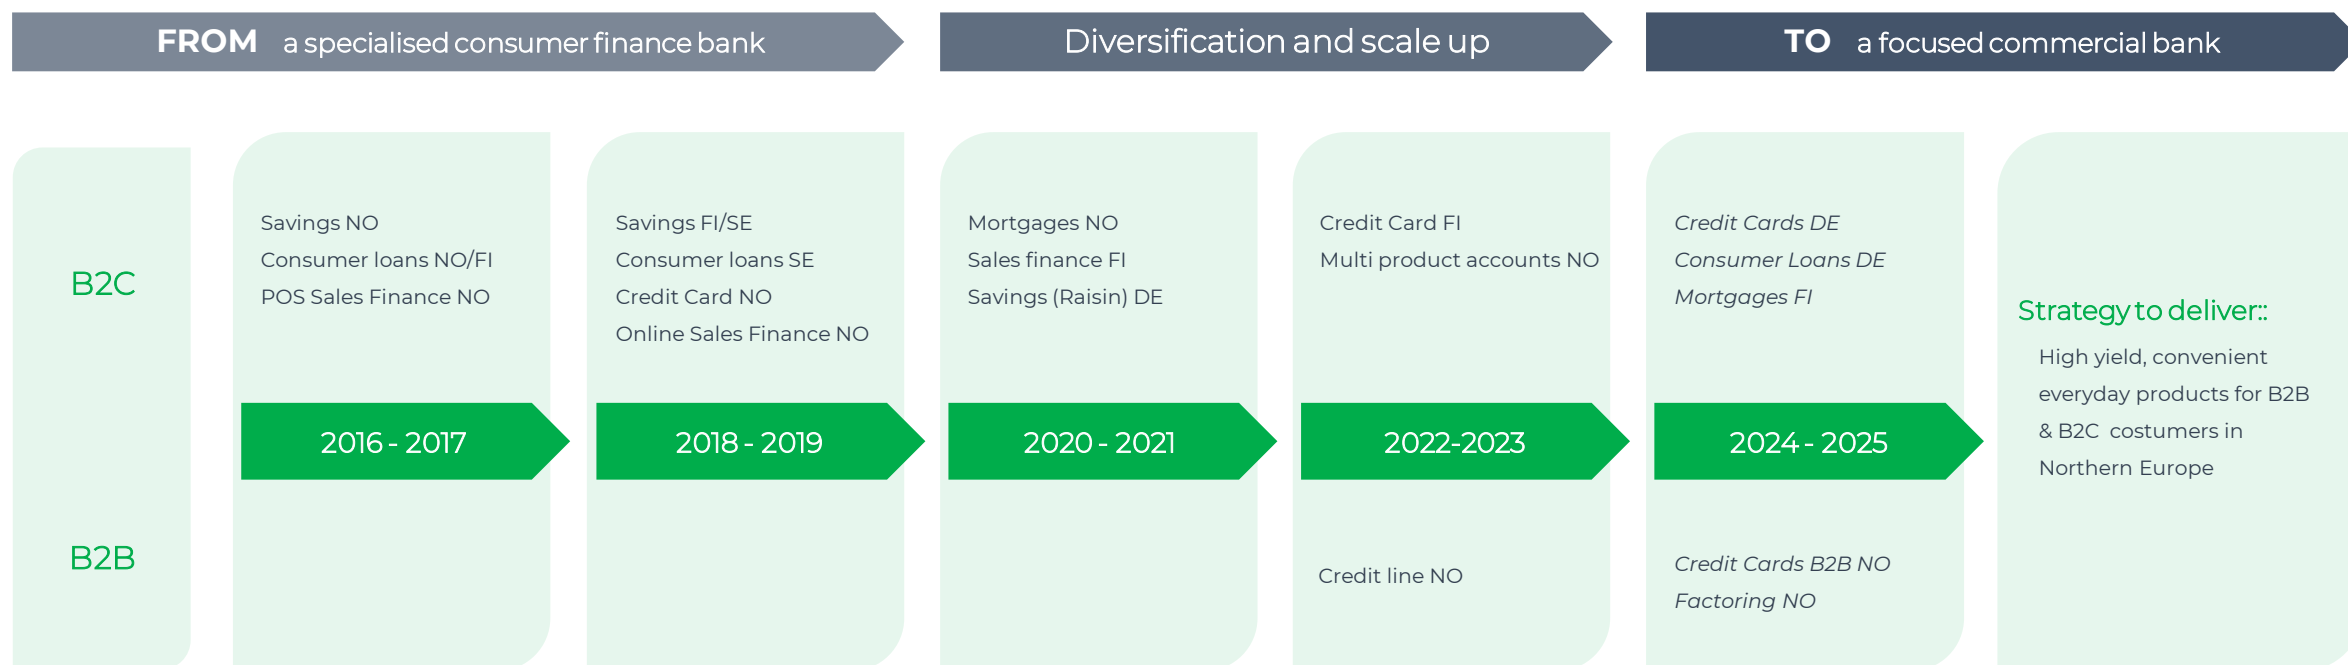 FROM a specialised consumer finance bank
Diversification and scale up
TO a focused commercial bank
B2C
Savings NO
Consumer loans NO/FI
POS Sales Finance NO
Savings FI/SE
Consumer loans SE
Credit Card NO
Online Sales Finance NO
Mortgages NO
Sales finance FI
Savings (Raisin) DE
Credit Card FI
Multi product accounts NO
Credit Cards DE
Consumer Loans DE
Mortgages FI
2016 - 2017
2018 - 2019
2020 - 2021
2022-2023
2024 - 2025
B2B
Credit line NO
Credit Cards B2B NO
Factoring NO
Strategy to deliver::
High yield, convenient
everyday products for B2B
& B2C costumers in
Northern Europe